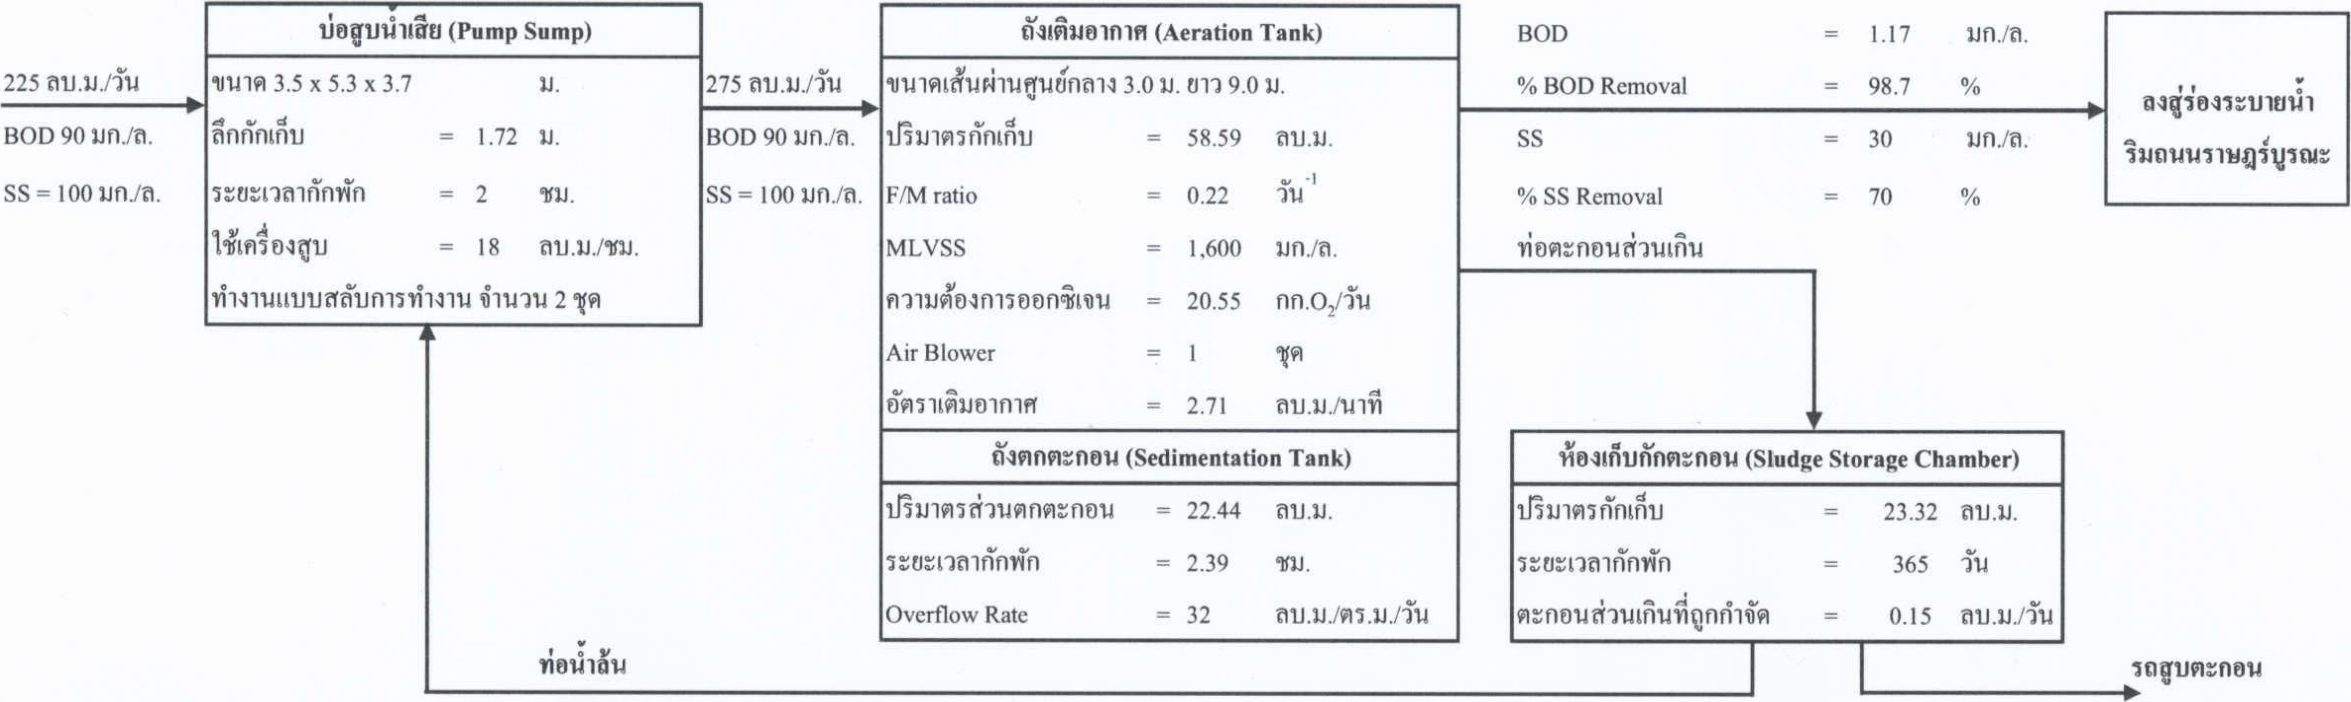 225 ลบ.ม./วัน
BOD 90 มก./ล.
SS = 100 มก./ล.
บ่อสูบน้ำเสีย (Pump Sump)
ขนาด 3.5 x 5.3 x 3.7 ม.
ลึกกักเก็บ = 1.72 ม.
ระยะเวลากักพัก = 2 ชม.
ใช้เครื่องสูบ = 18 ลบ.ม./ชม.
ทำงานแบบสลับการทำงาน จำนวน 2 ชุด
275 ลบ.ม./วัน
BOD 90 มก./ล.
SS = 100 มก./ล.
ถังเติมอากาศ (Aeration Tank)
ขนาดเส้นผ่านศูนย์กลาง 3.0 ม. ยาว 9.0 ม.
ปริมาตรกักเก็บ = 58.59 ลบ.ม.
F/M ratio = 0.22 วัน⁻¹
MLVSS = 1,600 มก./ล.
ความต้องการออกซิเจน = 20.55 กก.O₂/วัน
Air Blower = 1 ชุด
อัตราเติมอากาศ = 2.71 ลบ.ม./นาที
ถังตกตะกอน (Sedimentation Tank)
ปริมาตรส่วนตกตะกอน = 22.44 ลบ.ม.
ระยะเวลากักพัก = 2.39 ชม.
Overflow Rate = 32 ลบ.ม./ตร.ม./วัน
BOD = 1.17 มก./ล.
% BOD Removal = 98.7 %
SS = 30 มก./ล.
% SS Removal = 70 %
ท่อตะกอนส่วนเกิน
ลงสู่ร่องระบายน้ำ
ริมถนนราษฎร์บูรณะ
ห้องเก็บกักตะกอน (Sludge Storage Chamber)
ปริมาตรกักเก็บ = 23.32 ลบ.ม.
ระยะเวลากักพัก = 365 วัน
ตะกอนส่วนเกินที่ถูกกำจัด = 0.15 ลบ.ม./วัน
ท่อน้ำล้น
รถสูบตะกอน